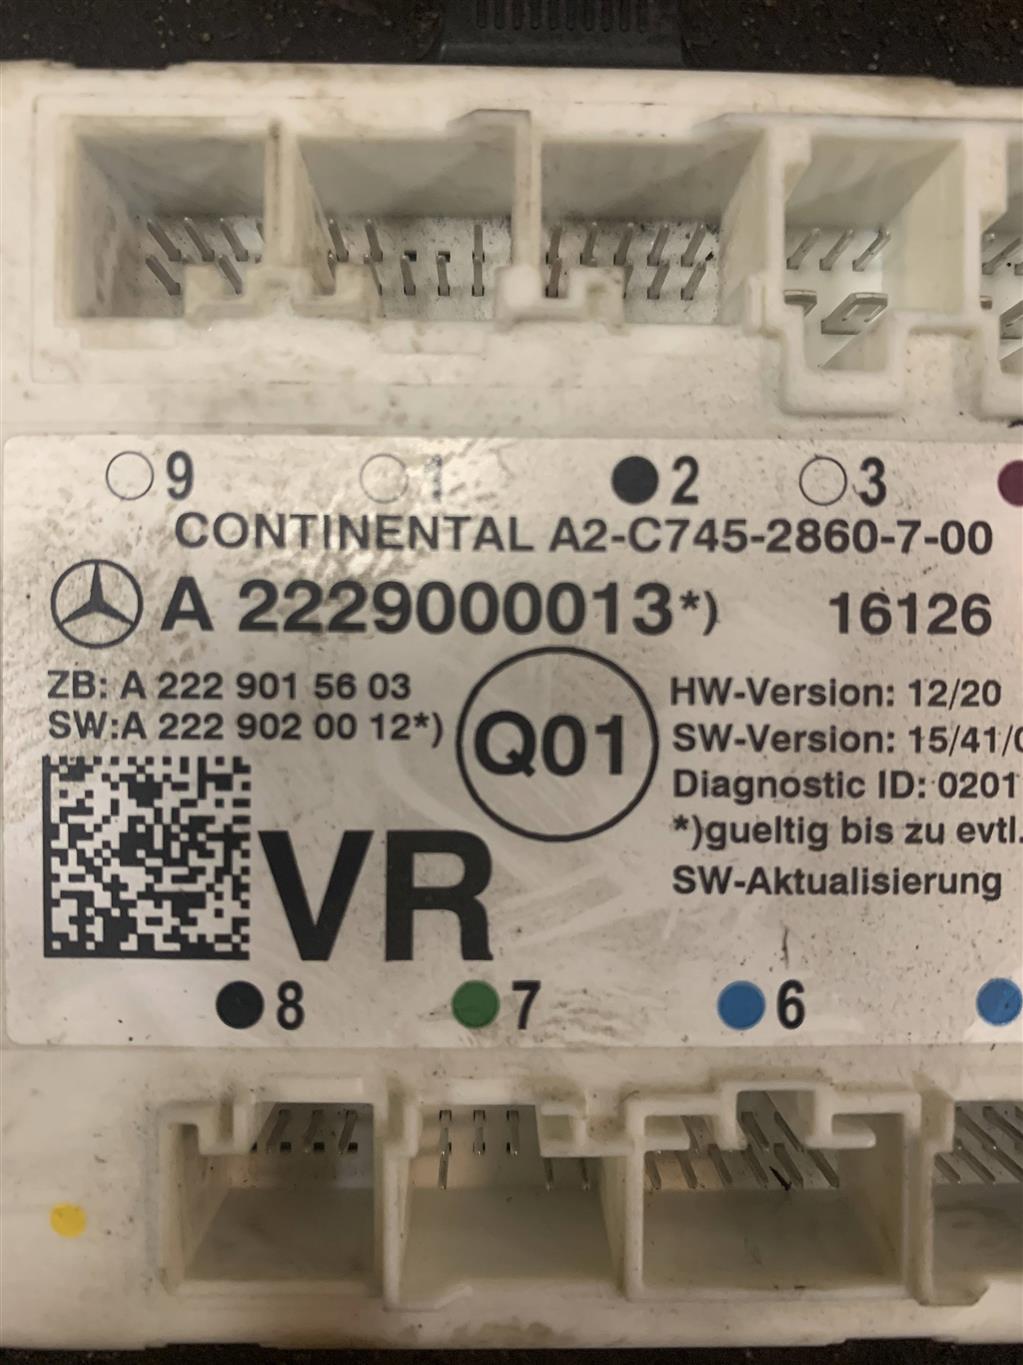 9 1 2 3
CONTINENTAL A2-C745-2860-7-00
A 2229000013*) 16126
ZB: A 222 901 56 03
SW:A 222 902 00 12*)
Q01
HW-Version: 12/20
SW-Version: 15/41/0
Diagnostic ID: 0201
*)gueltig bis zu evtl.
SW-Aktualisierung
VR
8 7 6